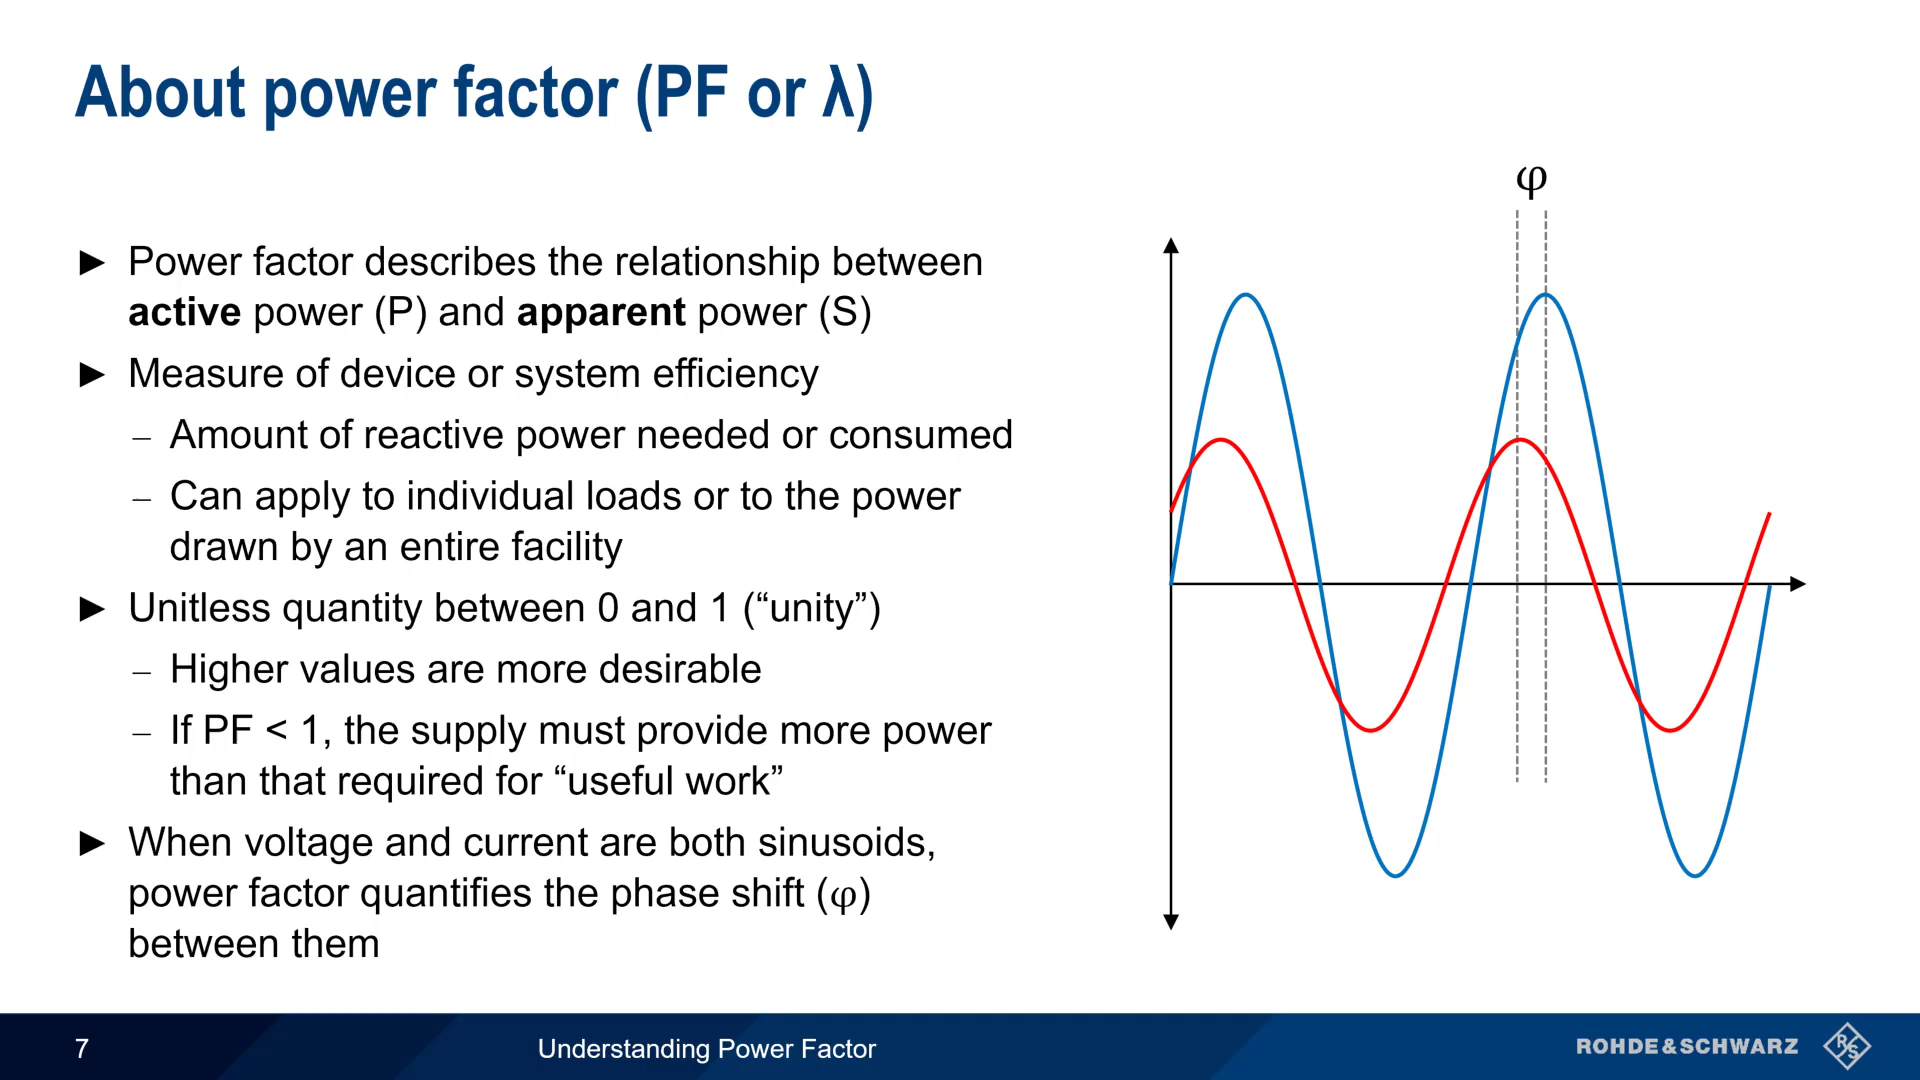 About power factor (PF or λ)
φ
► Power factor describes the relationship between
active power (P) and apparent power (S)
► Measure of device or system efficiency
– Amount of reactive power needed or consumed
– Can apply to individual loads or to the power
drawn by an entire facility
► Unitless quantity between 0 and 1 (“unity”)
– Higher values are more desirable
– If PF < 1, the supply must provide more power
than that required for “useful work”
► When voltage and current are both sinusoids,
power factor quantifies the phase shift (φ)
between them
7
Understanding Power Factor
ROHDE&SCHWARZ
R&S